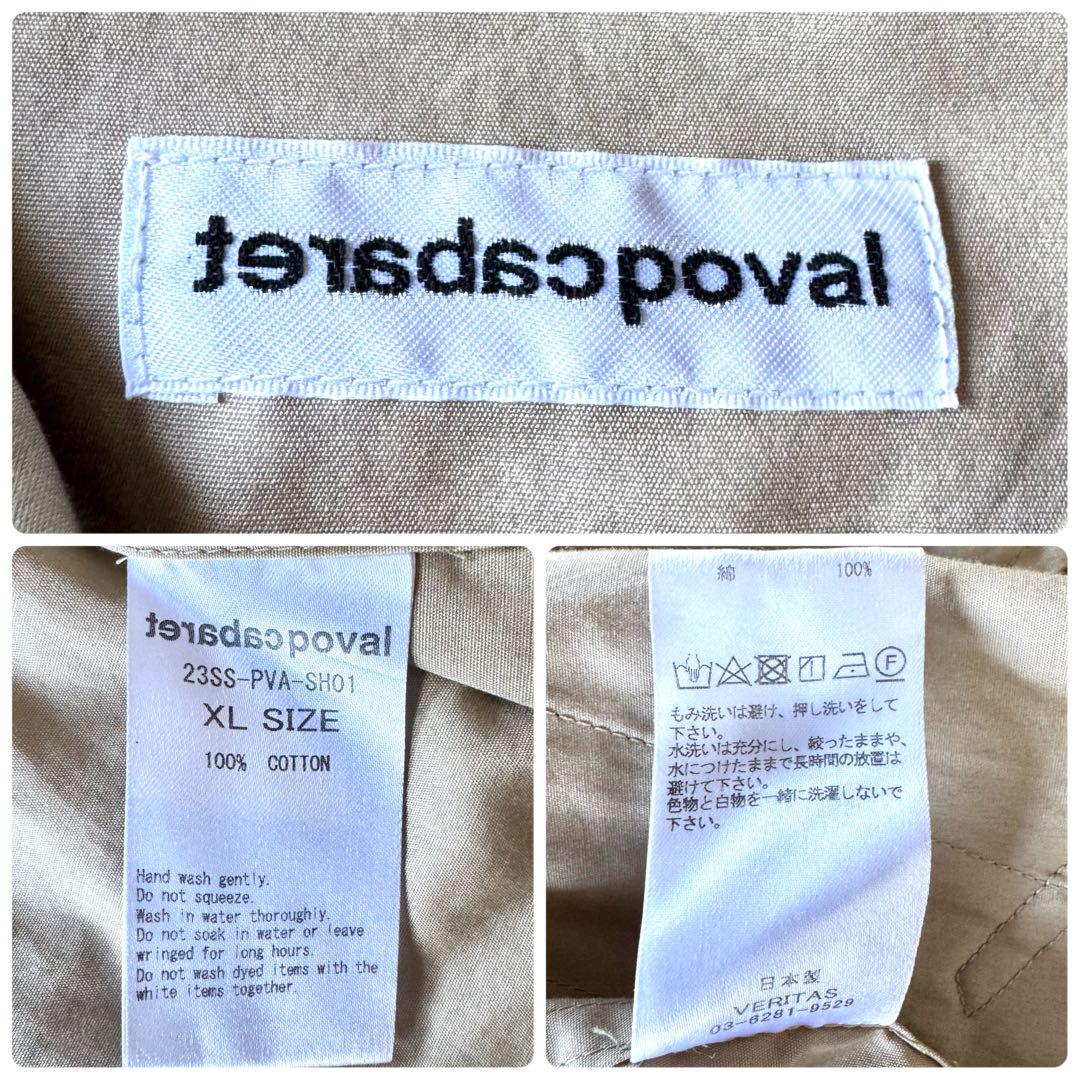 lavoqcabaret
lavoqcabaret
23SS-PVA-SH01
XL SIZE
100% COTTON
Hand wash gently.
Do not squeeze.
Wash in water thoroughly.
Do not soak in water or leave
wringed for long hours.
Do not wash dyed items with the
white items together.
綿 100%
F
もみ洗いは避け、押し洗いをして
下さい。
水洗いは充分にし、絞ったままや、
水につけたままで長時間の放置は
避けて下さい。
色物と白物を一緒に洗濯しないで
下さい。
日本製
VERITAS
03-6281-9529